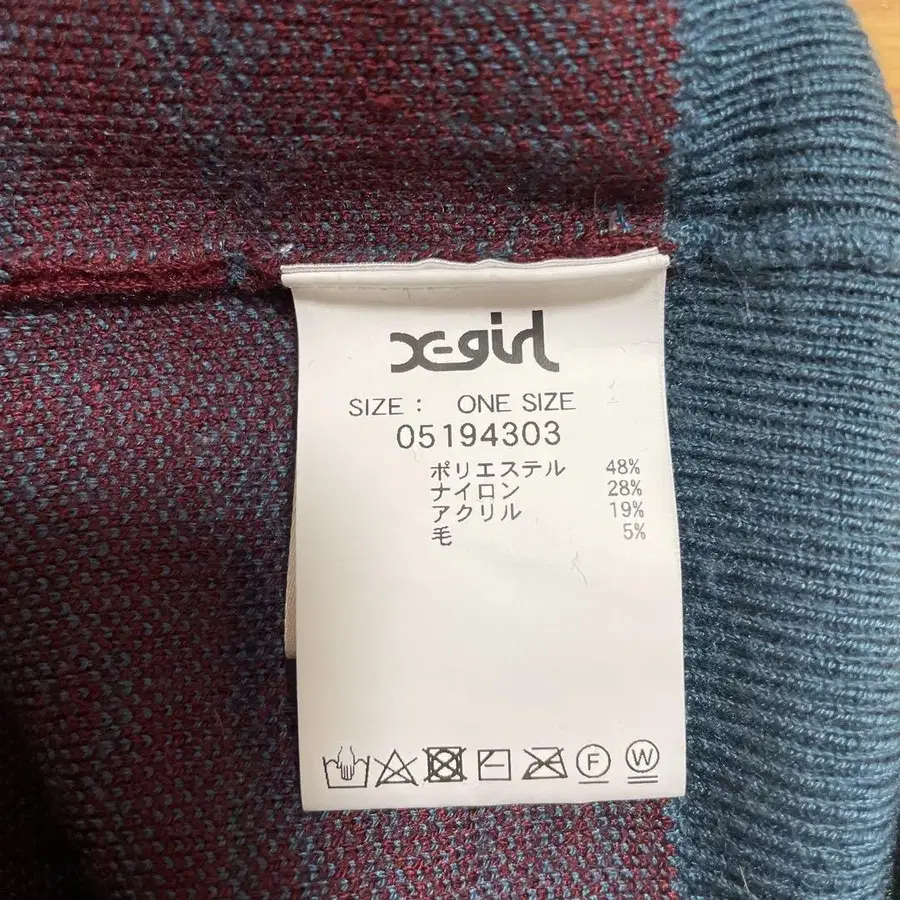 X-girl
SIZE： ONE SIZE
05194303
ポリエステル 48%
ナイロン 28%
アクリル 19%
毛 5%
F W